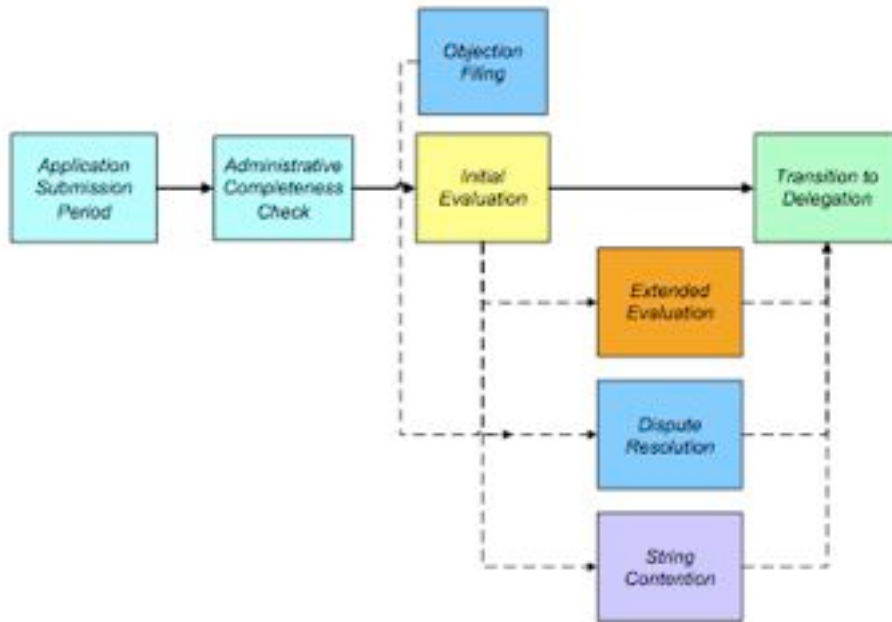 Objection
Filing
Application
Submission
Period
Administrative
Completeness
Check
Initial
Evaluation
Transition to
Delegation
Extended
Evaluation
Dispute
Resolution
String
Contention